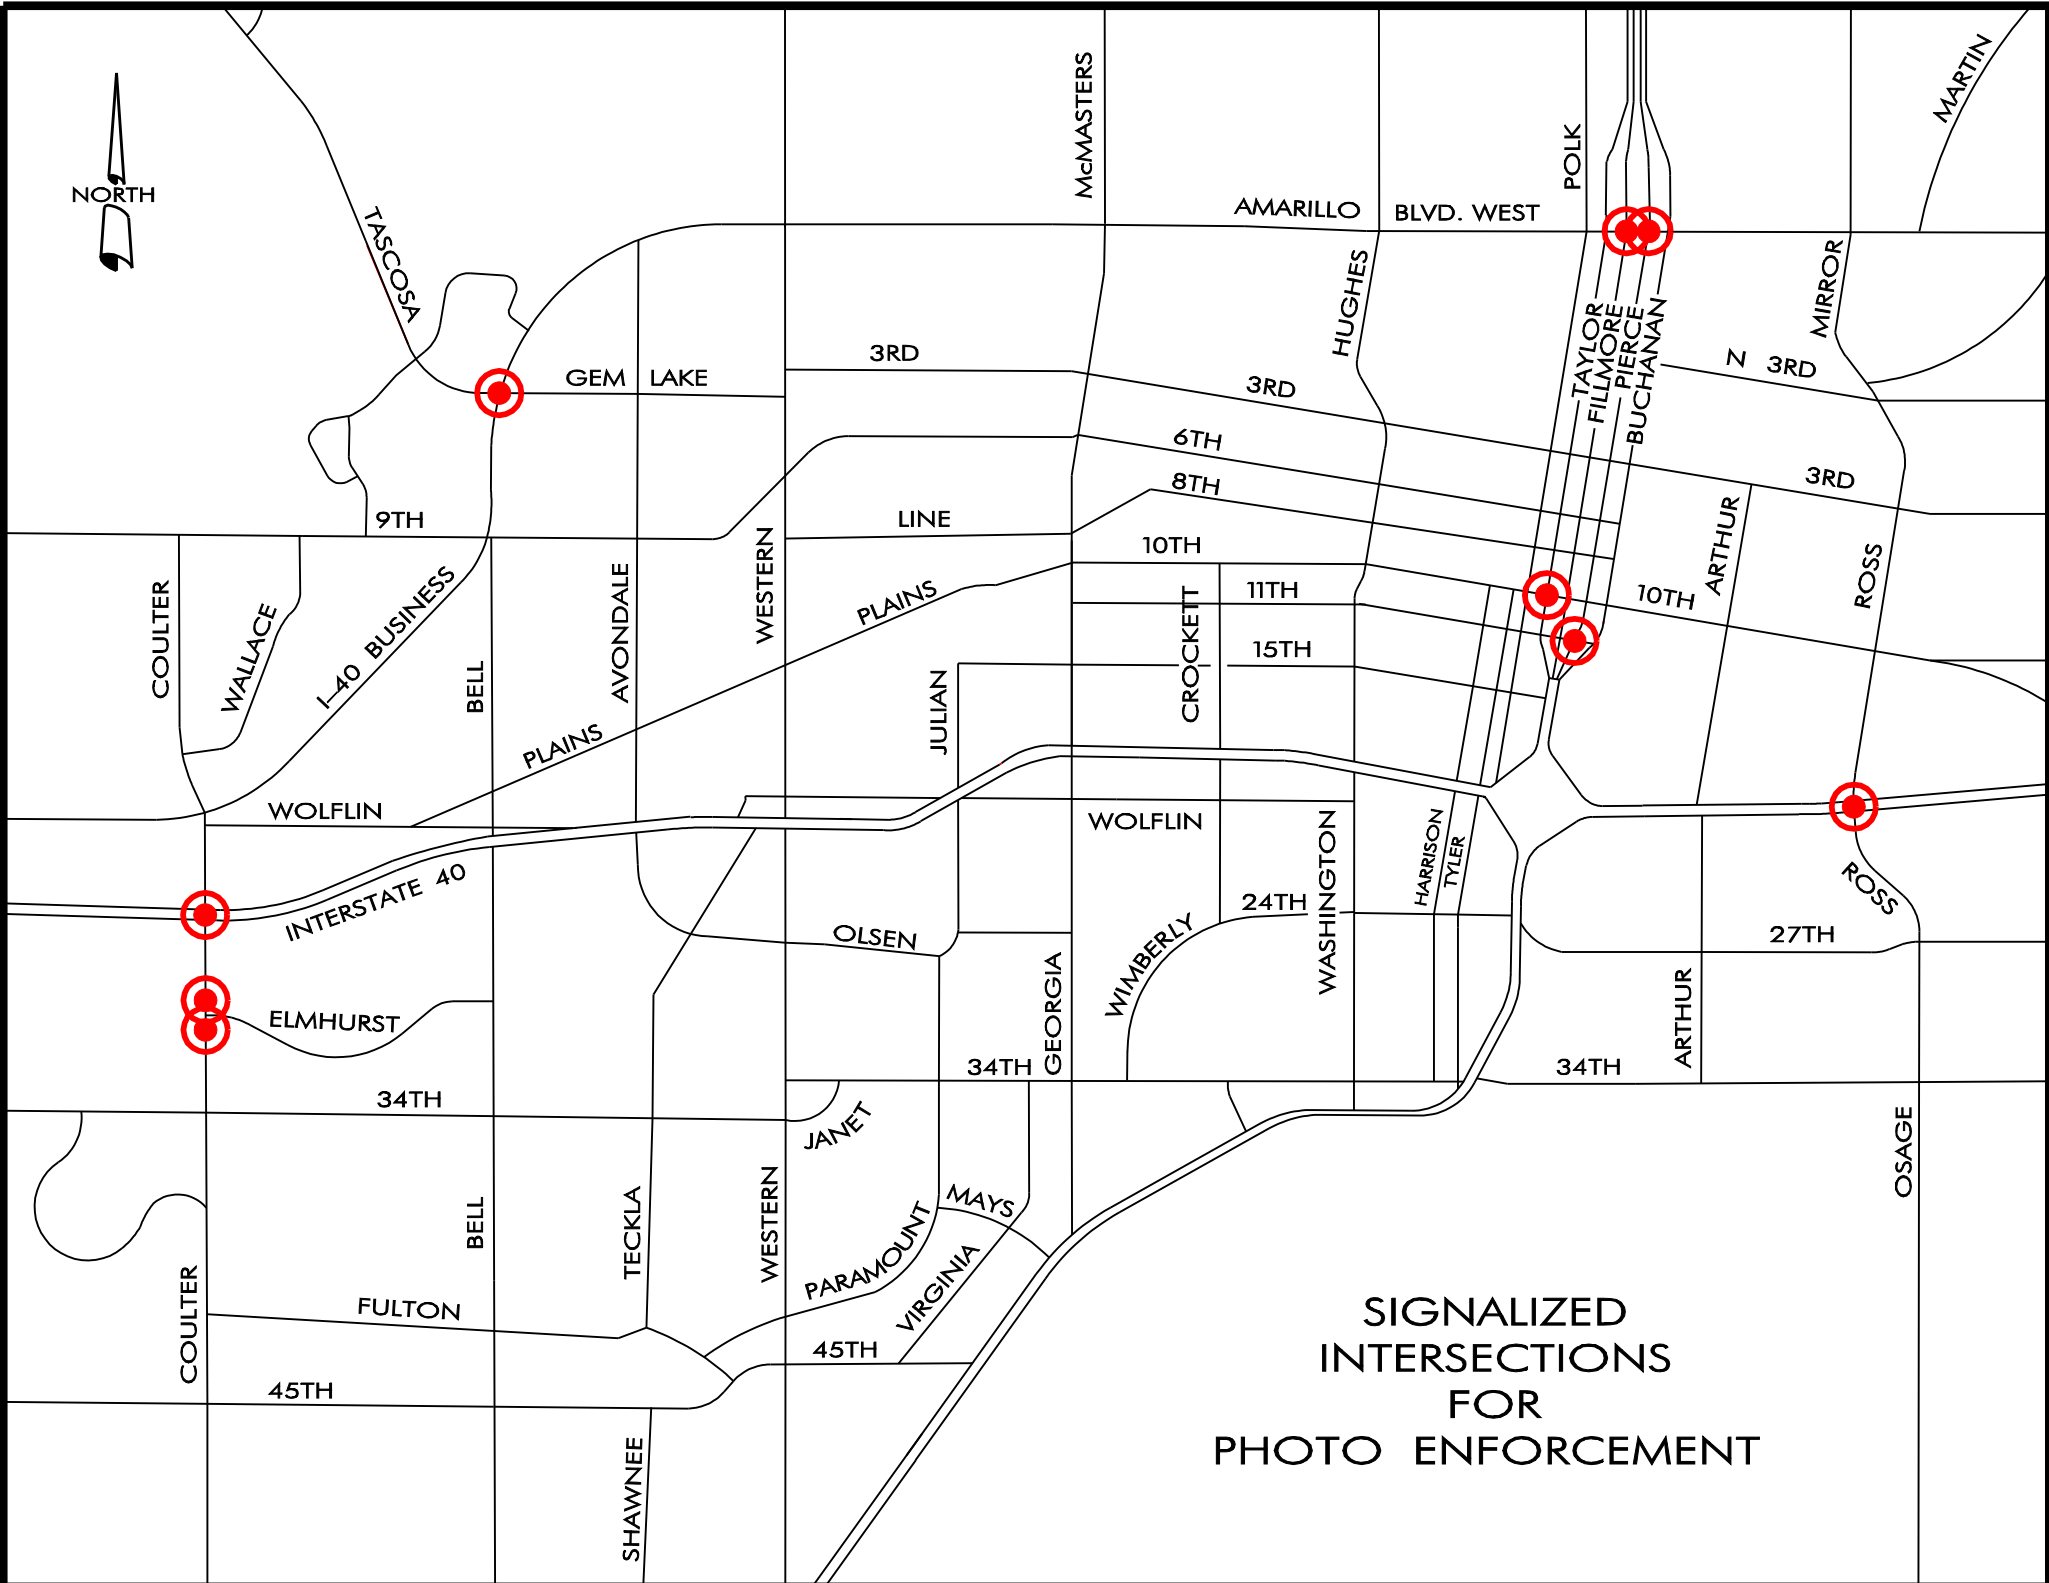 MARTIN
McMASTERS
POLK
NORTH
AMARILLO BLVD. WEST
TASCOSA
HUGHES
MIRROR
TAYLOR
FILLMORE
PIERCE
BUCHANAN
3RD
N 3RD
GEM LAKE
3RD
6TH
8TH
3RD
9TH
LINE
ARTHUR
WESTERN
10TH
ROSS
COULTER
WALLACE
I-40 BUSINESS
AVONDALE
PLAINS
CROCKETT
11TH
10TH
BELL
15TH
JULIAN
PLAINS
WOLFLIN
WOLFLIN
WASHINGTON
HARRISON
TYLER
INTERSTATE 40
ROSS
24TH
OLSEN
WIMBERLY
27TH
GEORGIA
ARTHUR
ELMHURST
34TH
34TH
34TH
JANET
OSAGE
BELL
TECKLA
WESTERN
MAYS
PARAMOUNT
VIRGINIA
COULTER
FULTON
45TH
45TH
SHAWNEE
SIGNALIZED
INTERSECTIONS
FOR
PHOTO ENFORCEMENT